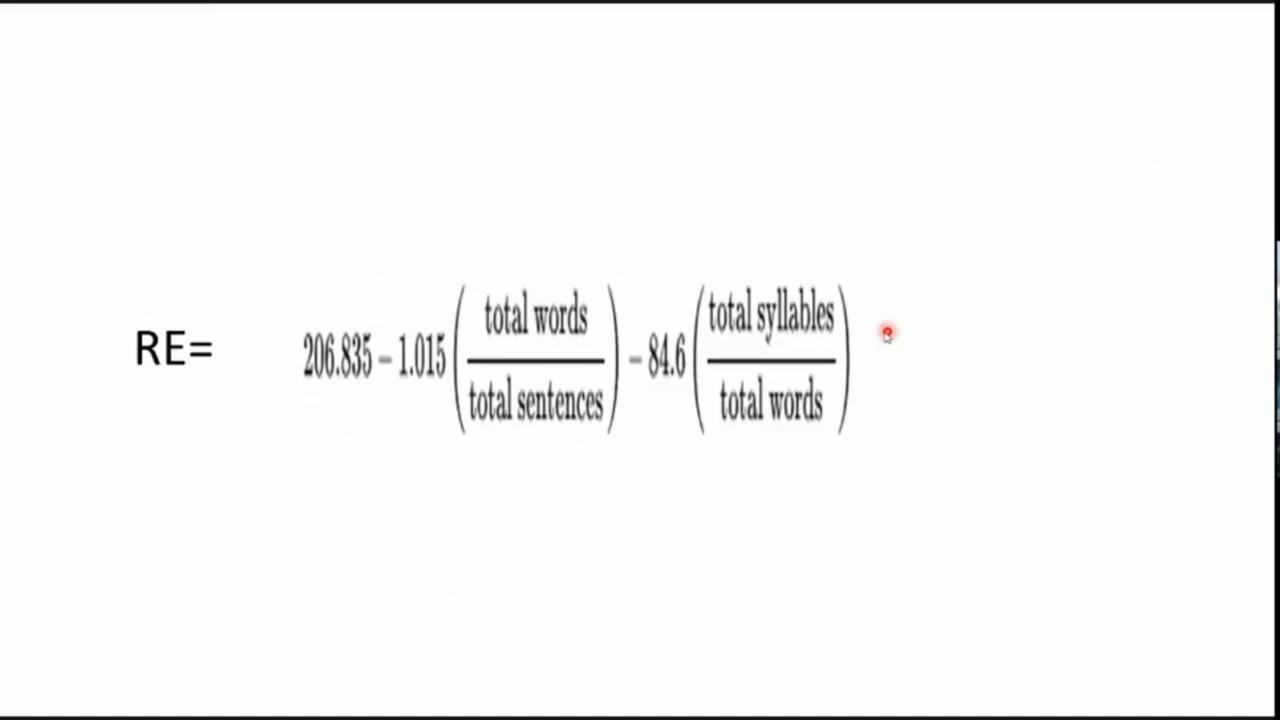 RE= 206.835 – 1.015 ( total words / total sentences ) – 84.6 ( total syllables / total words )